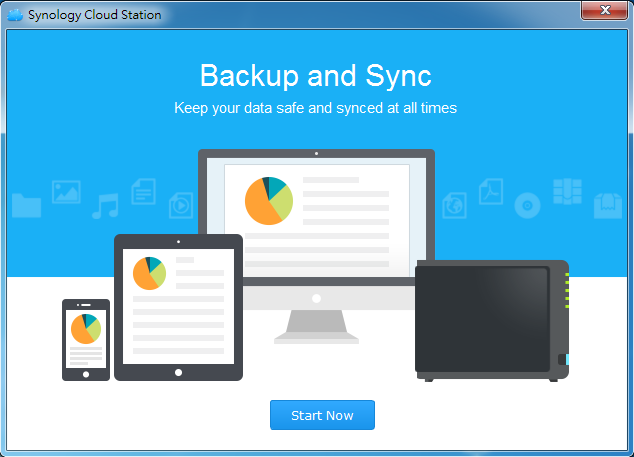 Synology Cloud Station
Backup and Sync
Keep your data safe and synced at all times
Start Now